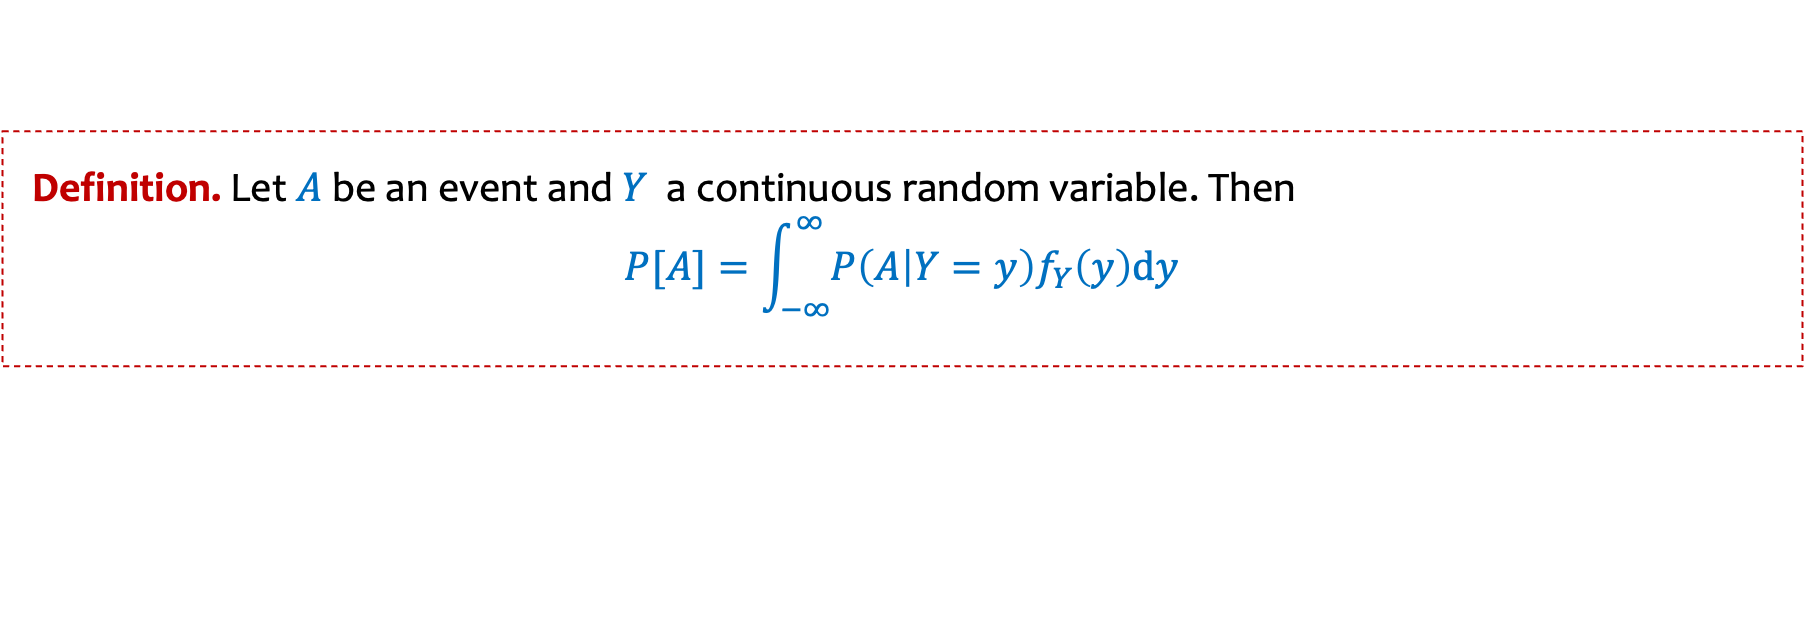 Definition. Let A be an event and Y a continuous random variable. Then
P[A] = ∫_{−∞}^{∞} P(A|Y = y)f_Y(y)dy